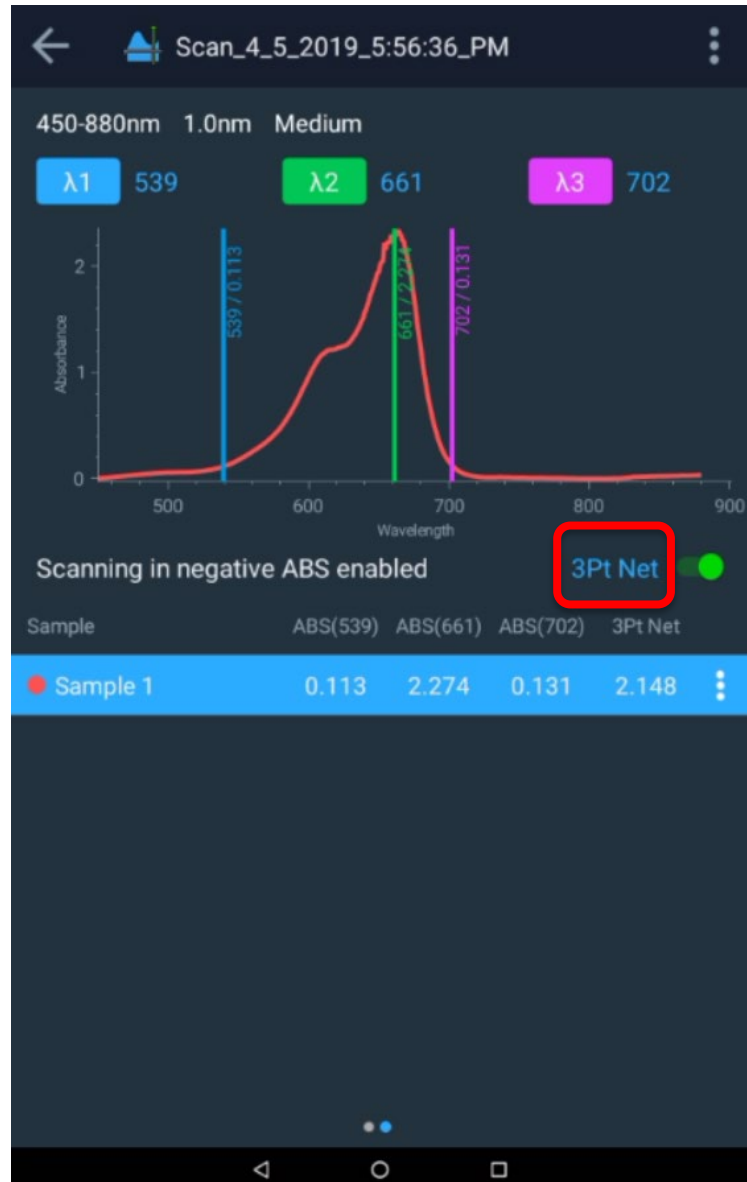 Scan_4_5_2019_5:56:36_PM
450-880nm 1.0nm Medium
λ1 539 λ2 661 λ3 702
539 / 0.113
661 / 2.274
702 / 0.131
2
1
0
Absorbance
500 600 700 800 900
Wavelength
Scanning in negative ABS enabled 3Pt Net
Sample ABS(539) ABS(661) ABS(702) 3Pt Net
Sample 1 0.113 2.274 0.131 2.148